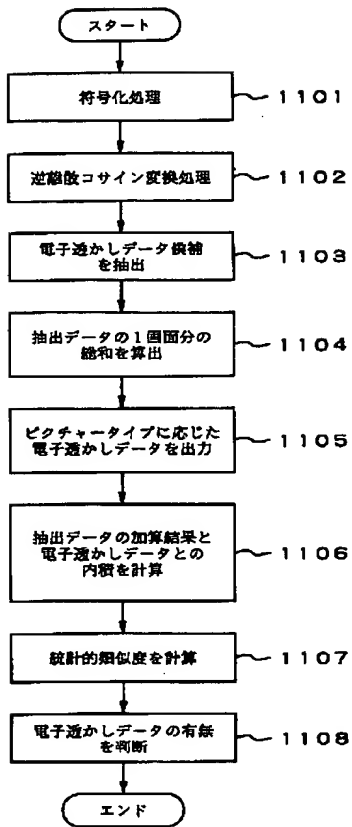 スタート
符号化処理
1101
逆離散コサイン変換処理
1102
電子透かしデータ候補
を抽出
1103
抽出データの1画面分の
総和を算出
1104
ピクチャータイプに応じた
電子透かしデータを出力
1105
抽出データの加算結果と
電子透かしデータとの
内積を計算
1106
統計的類似度を計算
1107
電子透かしデータの有無
を判断
1108
エンド